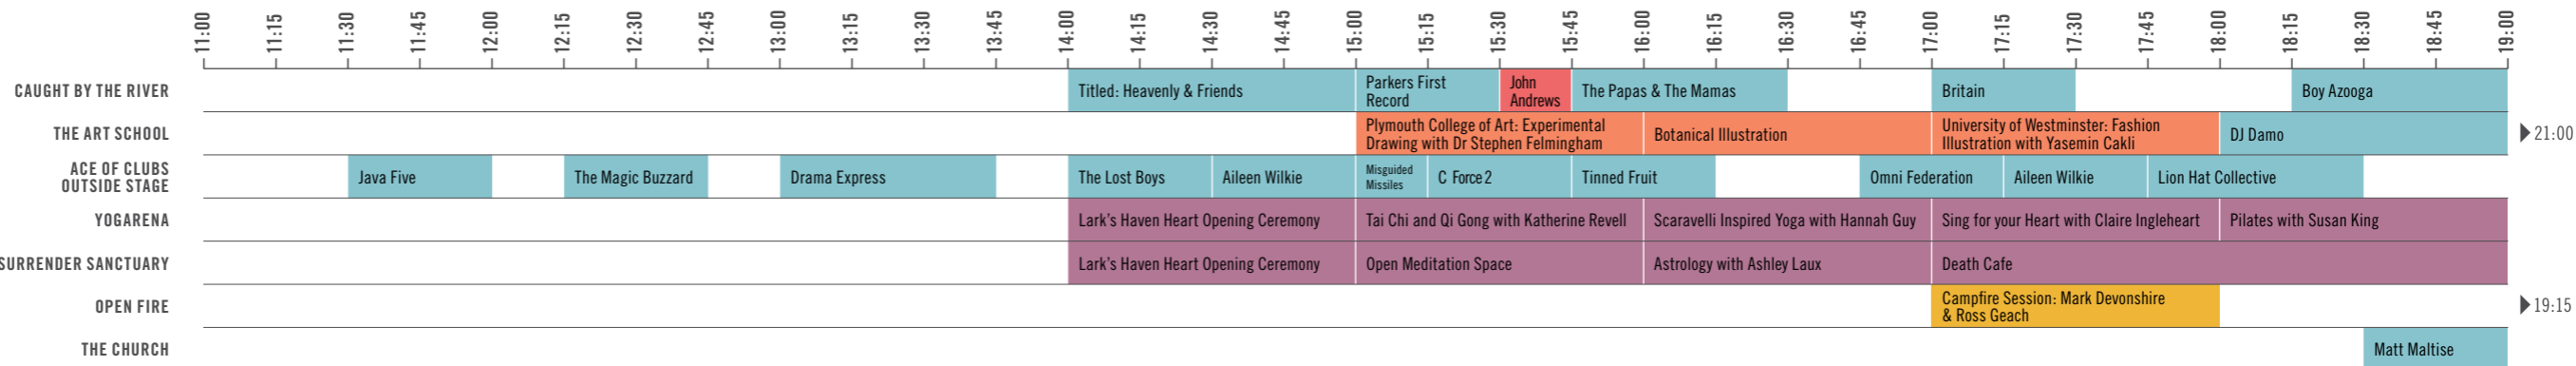 11:00 11:15 11:30 11:45 12:00 12:15 12:30 12:45 13:00 13:15 13:30 13:45 14:00 14:15 14:30 14:45 15:00 15:15 15:30 15:45 16:00 16:15 16:30 16:45 17:00 17:15 17:30 17:45 18:00 18:15 18:30 18:45 19:00
CAUGHT BY THE RIVER
Titled: Heavenly & Friends
Parkers First
Record
John
Andrews
The Papas & The Mamas
Britain
Boy Azooga
THE ART SCHOOL
Plymouth College of Art: Experimental
Drawing with Dr Stephen Felmingham
Botanical Illustration
University of Westminster: Fashion
Illustration with Yasemin Cakli
DJ Damo
21:00
ACE OF CLUBS
OUTSIDE STAGE
Java Five
The Magic Buzzard
Drama Express
The Lost Boys
Aileen Wilkie
Misguided
Missiles
C Force 2
Tinned Fruit
Omni Federation
Aileen Wilkie
Lion Hat Collective
YOGARENA
Lark's Haven Heart Opening Ceremony
Tai Chi and Qi Gong with Katherine Revell
Scaravelli Inspired Yoga with Hannah Guy
Sing for your Heart with Claire Ingleheart
Pilates with Susan King
SURRENDER SANCTUARY
Lark's Haven Heart Opening Ceremony
Open Meditation Space
Astrology with Ashley Laux
Death Cafe
OPEN FIRE
Campfire Session: Mark Devonshire
& Ross Geach
19:15
THE CHURCH
Matt Maltise